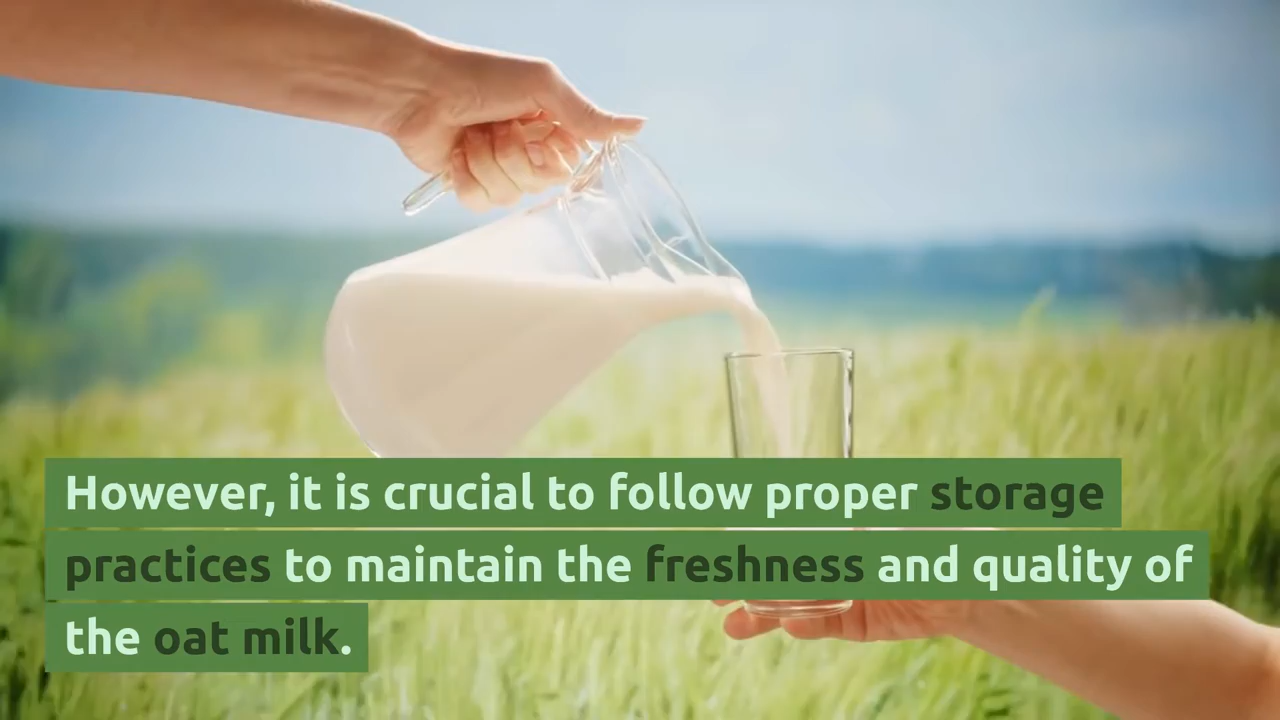 However, it is crucial to follow proper storage
practices to maintain the freshness and quality of
the oat milk.